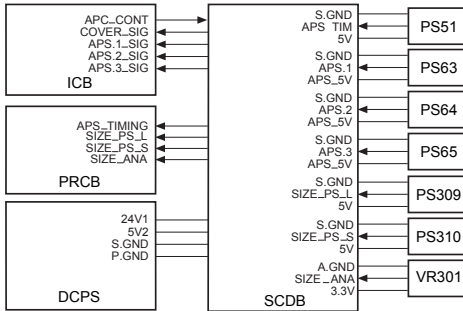 APC_CONT
COVER_SIG
APS.1_SIG
APS.2_SIG
APS.3_SIG
ICB
APS_TIMING
SIZE_PS_L
SIZE_PS_S
SIZE_ANA
PRCB
24V1
5V2
S.GND
P.GND
DCPS
S.GND
APS TIM
5V
S.GND
APS.1
APS_5V
S.GND
APS.2
APS_5V
S.GND
APS.3
APS_5V
S.GND
SIZE_PS_L
5V
S.GND
SIZE_PS_S
5V
A.GND
SIZE_ANA
3.3V
SCDB
PS51
PS63
PS64
PS65
PS309
PS310
VR301